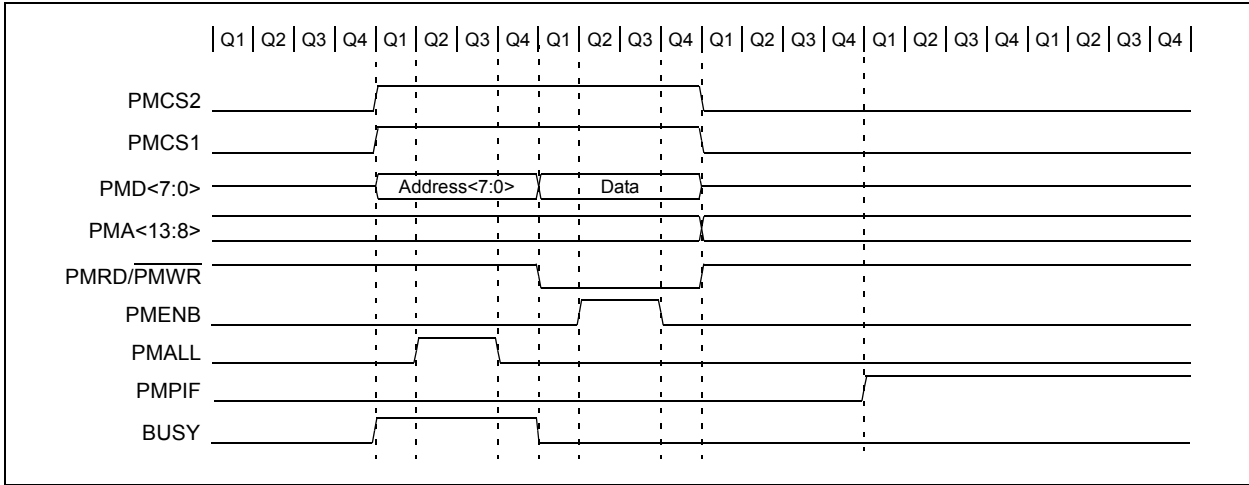 Q1 Q2 Q3 Q4 Q1 Q2 Q3 Q4 Q1 Q2 Q3 Q4 Q1 Q2 Q3 Q4 Q1 Q2 Q3 Q4 Q1 Q2 Q3 Q4
PMCS2
PMCS1
PMD<7:0> Address<7:0> Data
PMA<13:8>
PMRD/PMWR
PMENB
PMALL
PMPIF
BUSY